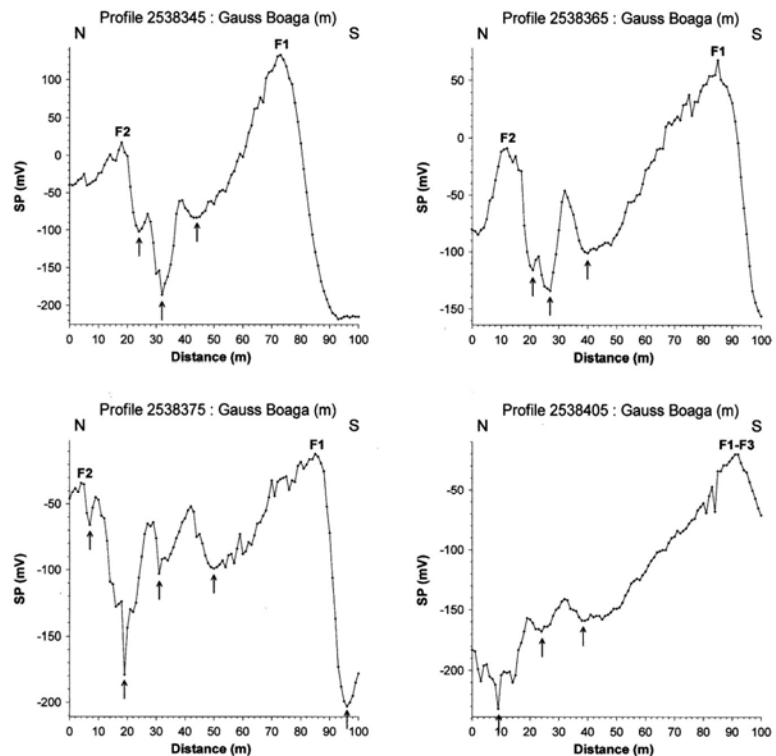 Profile 2538345 : Gauss Boaga (m)
N
S
F1
F2
SP (mV)
100
50
0
-50
-100
-150
-200
0 10 20 30 40 50 60 70 80 90 100
Distance (m)
Profile 2538365 : Gauss Boaga (m)
N
S
F1
F2
SP (mV)
50
0
-50
-100
-150
0 10 20 30 40 50 60 70 80 90 100
Distance (m)
Profile 2538375 : Gauss Boaga (m)
N
S
F2
F1
SP (mV)
-50
-100
-150
-200
0 10 20 30 40 50 60 70 80 90 100
Distance (m)
Profile 2538405 : Gauss Boaga (m)
N
S
F1-F3
SP (mV)
-50
-100
-150
-200
0 10 20 30 40 50 60 70 80 90 100
Distance (m)